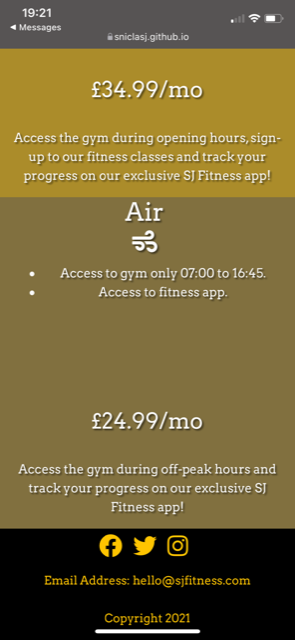 19:21
◀ Messages
sniclasj.github.io
£34.99/mo
Access the gym during opening hours, sign-
up to our fitness classes and track your
progress on our exclusive SJ Fitness app!
Air
• Access to gym only 07:00 to 16:45.
• Access to fitness app.
£24.99/mo
Access the gym during off-peak hours and
track your progress on our exclusive SJ
Fitness app!
Email Address: hello@sjfitness.com
Copyright 2021